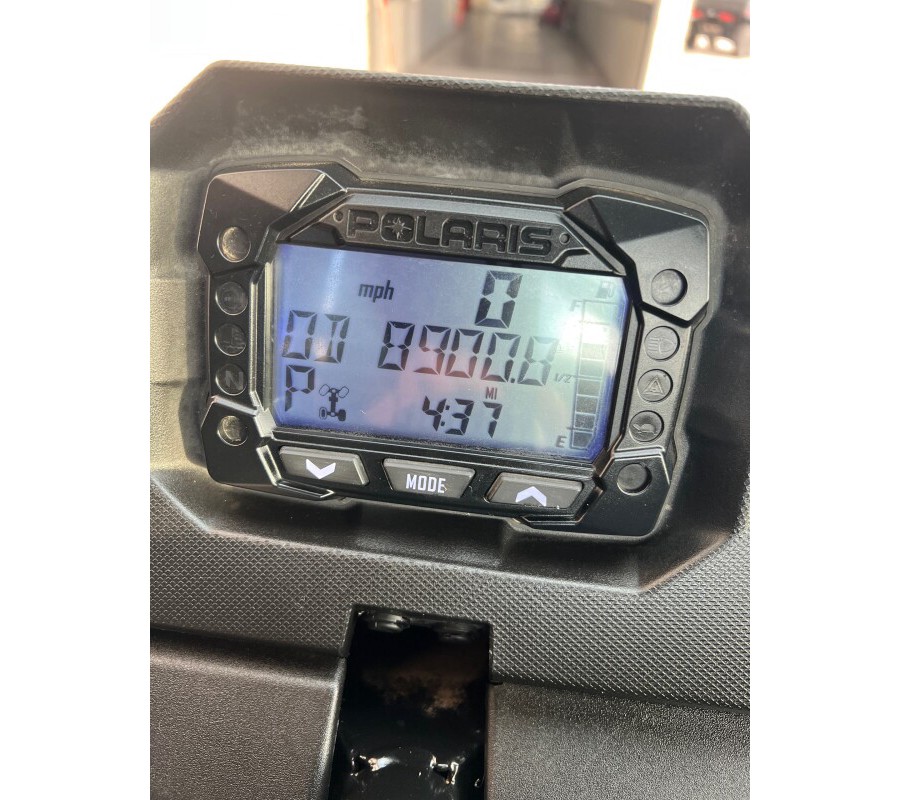 POLARIS
mph 0
F
OD 8900.8
1/2
P MI
4:37
E
MODE
N